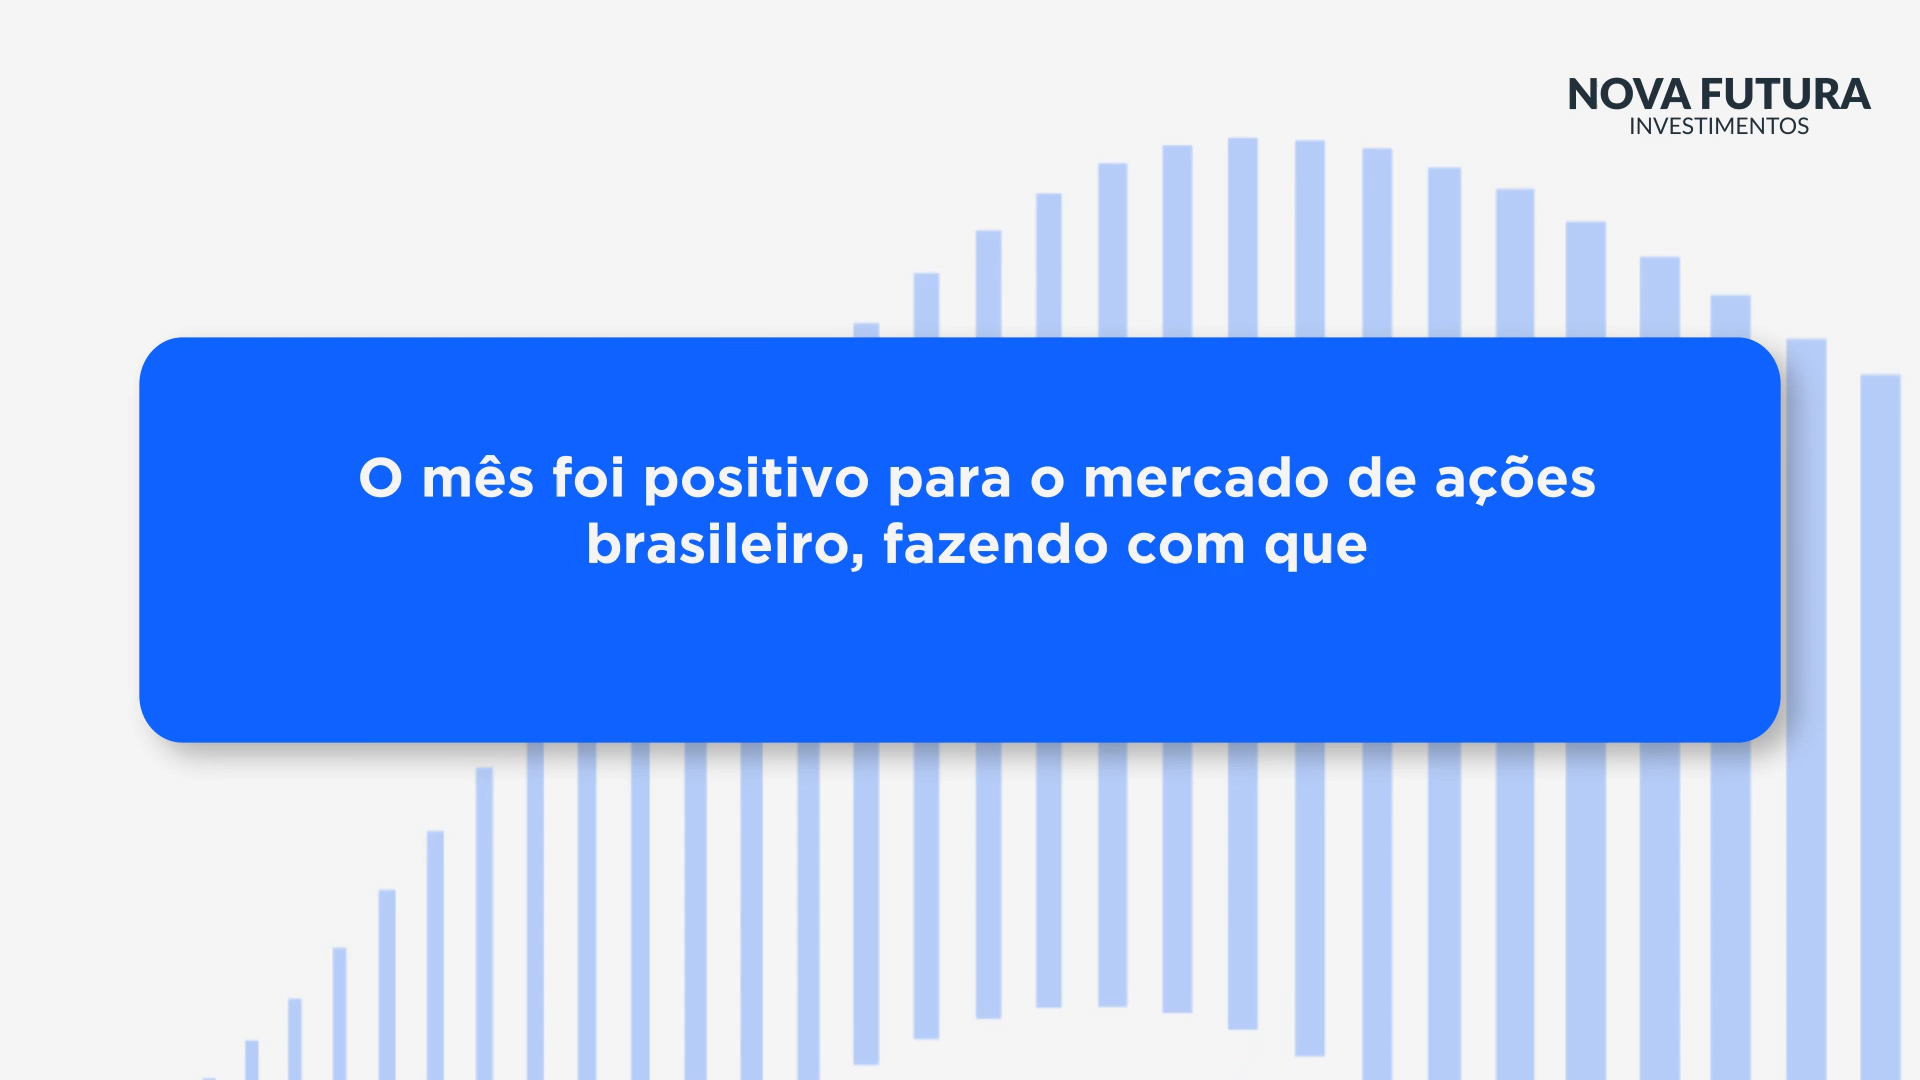 NOVA FUTURA
INVESTIMENTOS
O mês foi positivo para o mercado de ações
brasileiro, fazendo com que